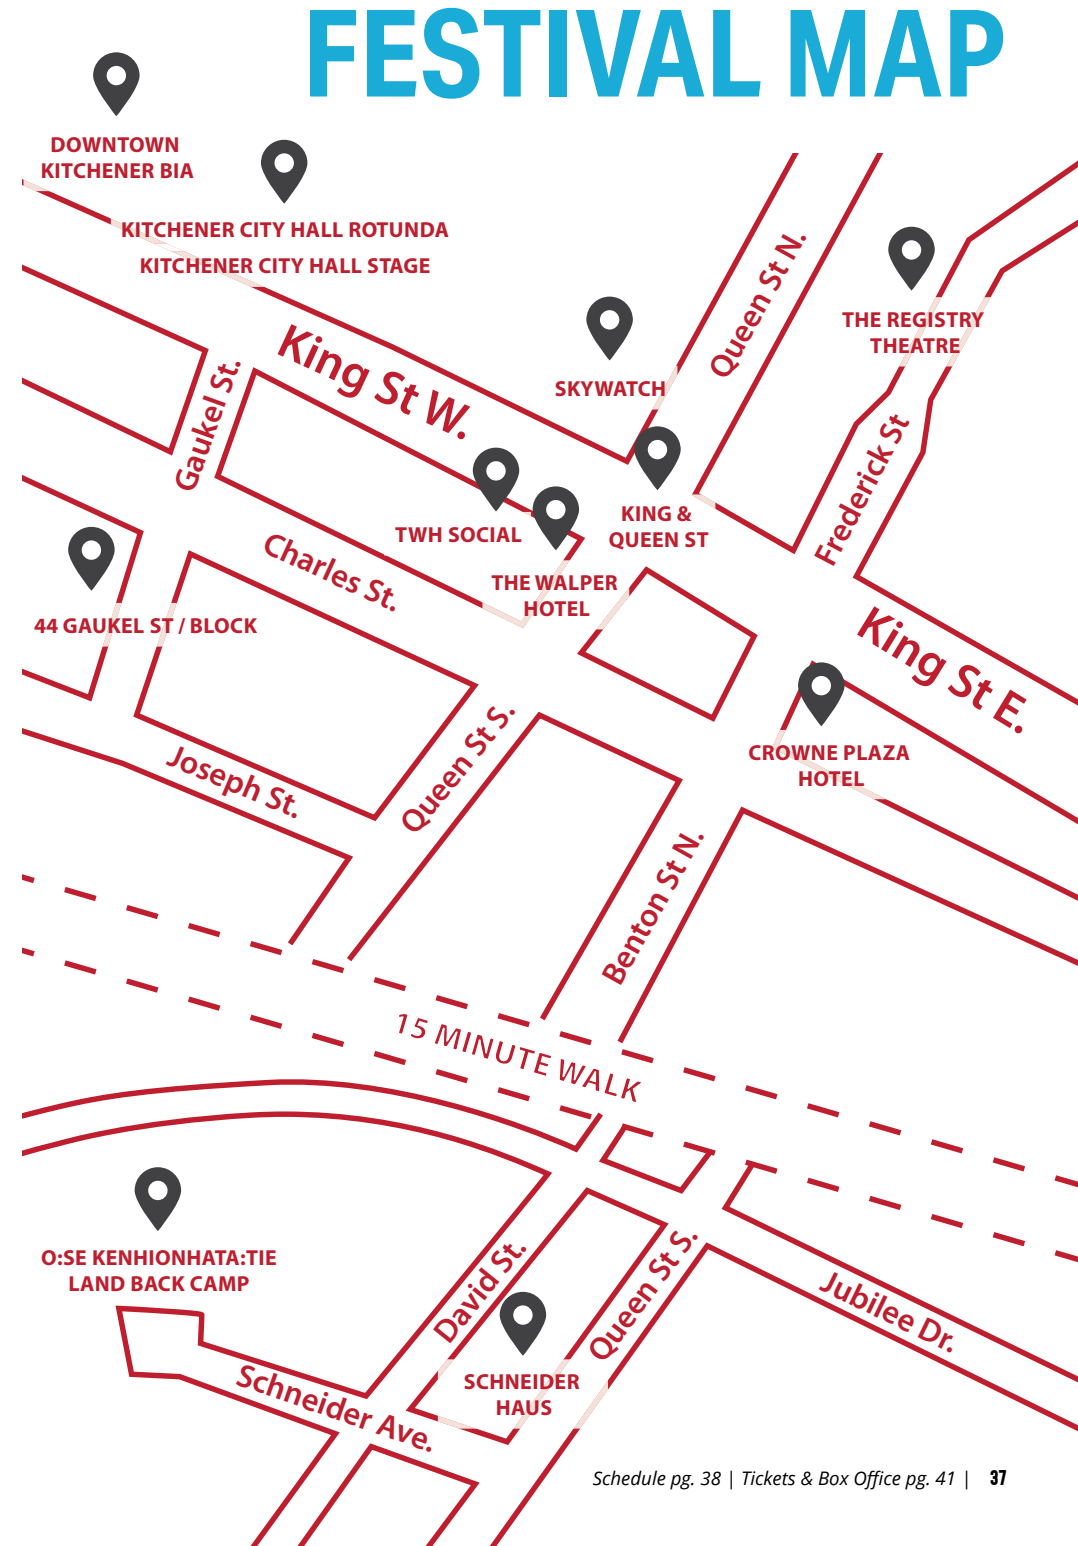 FESTIVAL MAP
DOWNTOWN
KITCHENER BIA
KITCHENER CITY HALL ROTUNDA
KITCHENER CITY HALL STAGE
Queen St N.
THE REGISTRY
THEATRE
King St W.
SKYWATCH
Gaukel St.
Frederick St
TWH SOCIAL
KING &
QUEEN ST
Charles St.
THE WALPER
HOTEL
44 GAUKEL ST / BLOCK
King St E.
Queen St S.
CROWNE PLAZA
HOTEL
Joseph St.
Benton St N.
15 MINUTE WALK
O:SE KENHIONHATA:TIE
LAND BACK CAMP
David St.
Queen St S.
Jubilee Dr.
SCHNEIDER
HAUS
Schneider Ave.
Schedule pg. 38 | Tickets & Box Office pg. 41 | 37